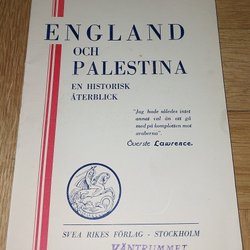 ENGLAND
OCH
PALESTINA
EN HISTORISK
ÅTERBLICK
"Jag hade således intet
annat val än att gå
med på komplotten mot
araberna".
Överste Lawrence.
SVEA RIKES FÖRLAG - STOCKHOLM
VÄNTRUMMET